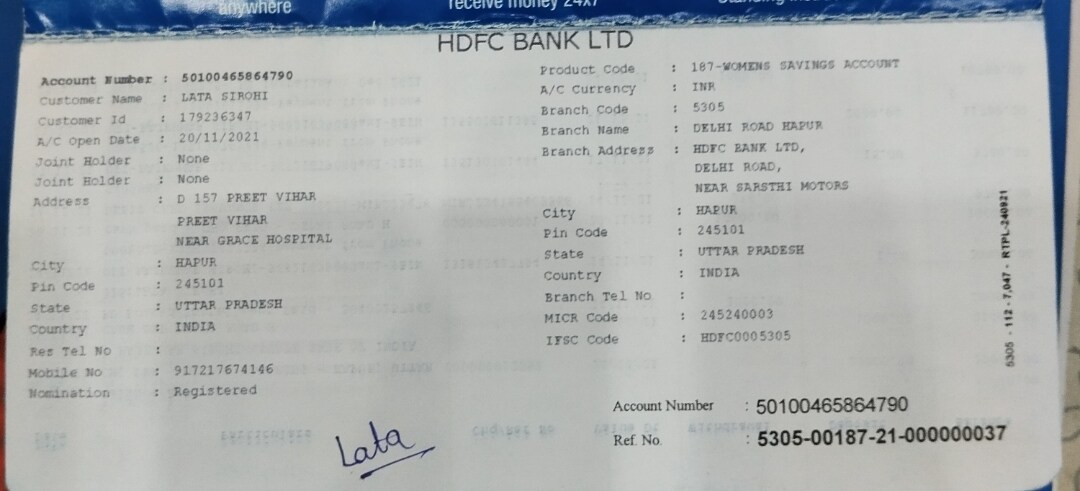 anywhere
receive money 24x7
HDFC BANK LTD
Account Number : 50100465864790
Customer Name : LATA SIROHI
Customer Id : 179236347
A/C Open Date : 20/11/2021
Joint Holder : None
Joint Holder : None
Address : D 157 PREET VIHAR
PREET VIHAR
NEAR GRACE HOSPITAL
City : HAPUR
Pin Code : 245101
State : UTTAR PRADESH
Country : INDIA
Res Tel No :
Mobile No : 917217674146
Nomination : Registered
Product Code : 187-WOMENS SAVINGS ACCOUNT
A/C Currency : INR
Branch Code : 5305
Branch Name : DELHI ROAD HAPUR
Branch Address : HDFC BANK LTD,
DELHI ROAD,
NEAR SARSTHI MOTORS
City : HAPUR
Pin Code : 245101
State : UTTAR PRADESH
Country : INDIA
Branch Tel No :
MICR Code : 245240003
IFSC Code : HDFC0005305
5305 - 112 - 7,047 - RTPL-240921
Account Number : 50100465864790
Ref. No. : 5305-00187-21-000000037
Lata